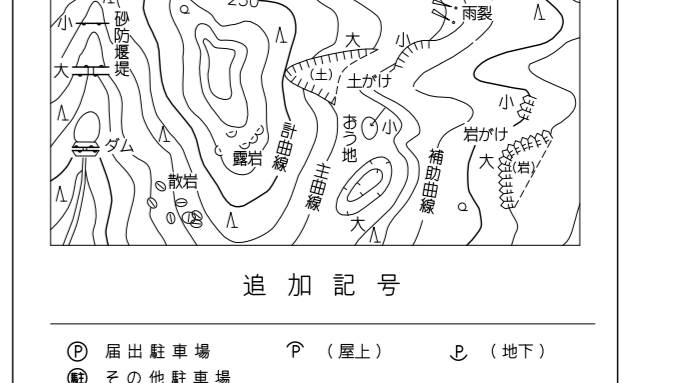 250
雨裂
小
砂防堰堤
大
小
大
(土)
土がけ
小
おう地
小
岩がけ
大
(岩)
ダム
計曲線
露岩
主曲線
補助曲線
散岩
大
追加記号
Ⓟ 届出駐車場 P (屋上) P (地下)
駐 その他駐車場